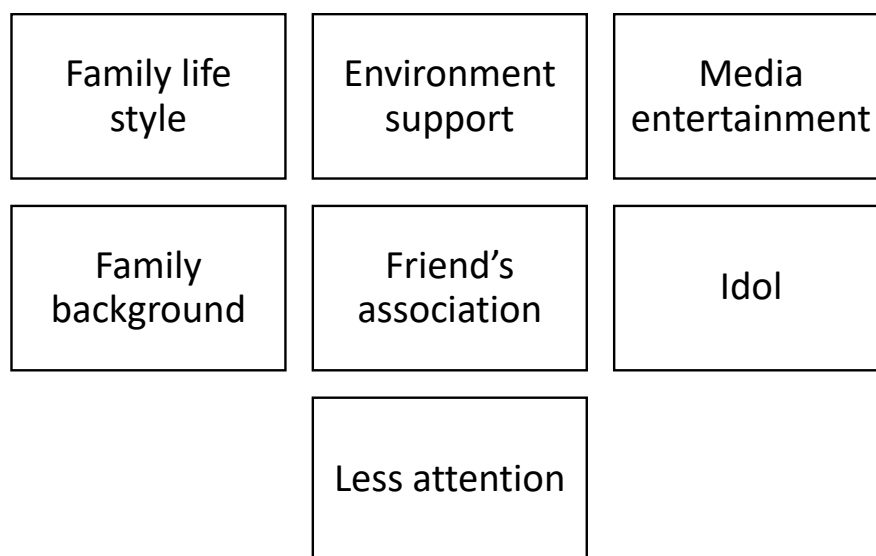 Family life
style
Environment
support
Media
entertainment
Family
background
Friend’s
association
Idol
Less attention